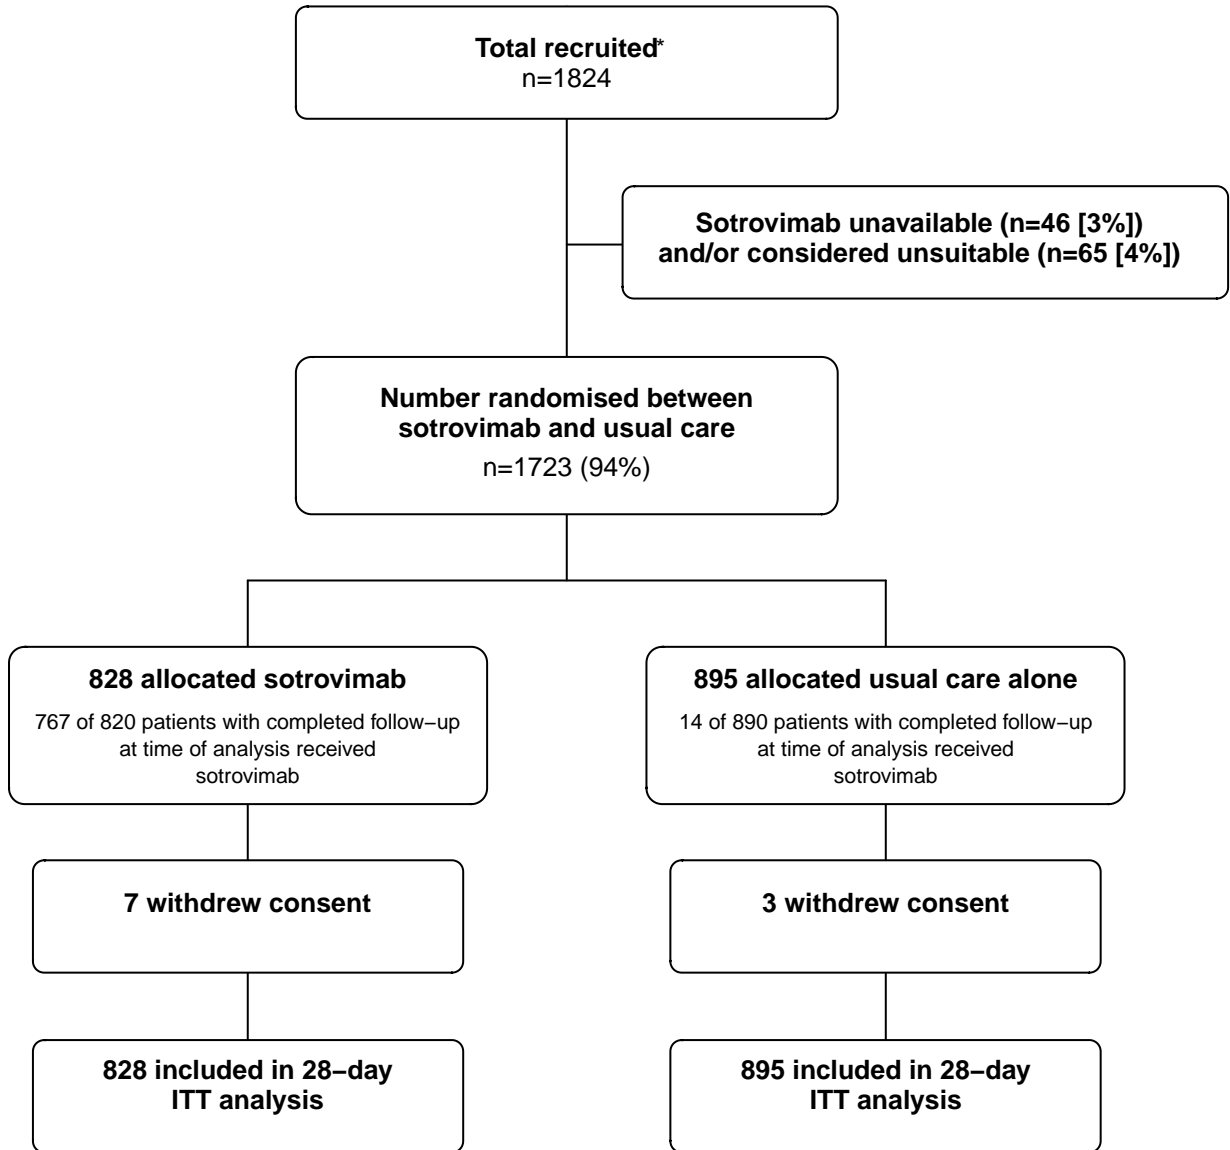 Total recruited*
n=1824
Sotrovimab unavailable (n=46 [3%])
and/or considered unsuitable (n=65 [4%])
Number randomised between
sotrovimab and usual care
n=1723 (94%)
828 allocated sotrovimab
767 of 820 patients with completed follow−up
at time of analysis received
sotrovimab
895 allocated usual care alone
14 of 890 patients with completed follow−up
at time of analysis received
sotrovimab
7 withdrew consent
3 withdrew consent
828 included in 28−day
ITT analysis
895 included in 28−day
ITT analysis